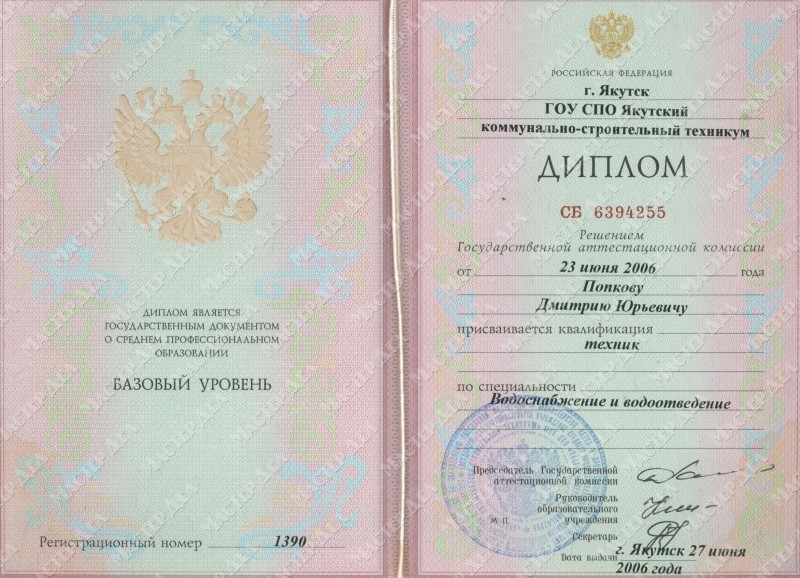 ДИПЛОМ ЯВЛЯЕТСЯ
ГОСУДАРСТВЕННЫМ ДОКУМЕНТОМ
О СРЕДНЕМ ПРОФЕССИОНАЛЬНОМ
ОБРАЗОВАНИИ
БАЗОВЫЙ УРОВЕНЬ
Регистрационный номер 1390
РОССИЙСКАЯ ФЕДЕРАЦИЯ
г. Якутск
ГОУ СПО Якутский
коммунально-строительный техникум
ДИПЛОМ
СБ 6394255
Решением
Государственной аттестационной комиссии
от 23 июня 2006 года
Попкову
Дмитрию Юрьевичу
присваивается квалификация
техник
по специальности
Водоснабжение и водоотведение
Председатель Государственной
аттестационной комиссии
Руководитель
образовательного
М П учреждения
Секретарь
Дата выдачи г. Якутск 27 июня
2006 года
МАСТЕР ДЕЛ